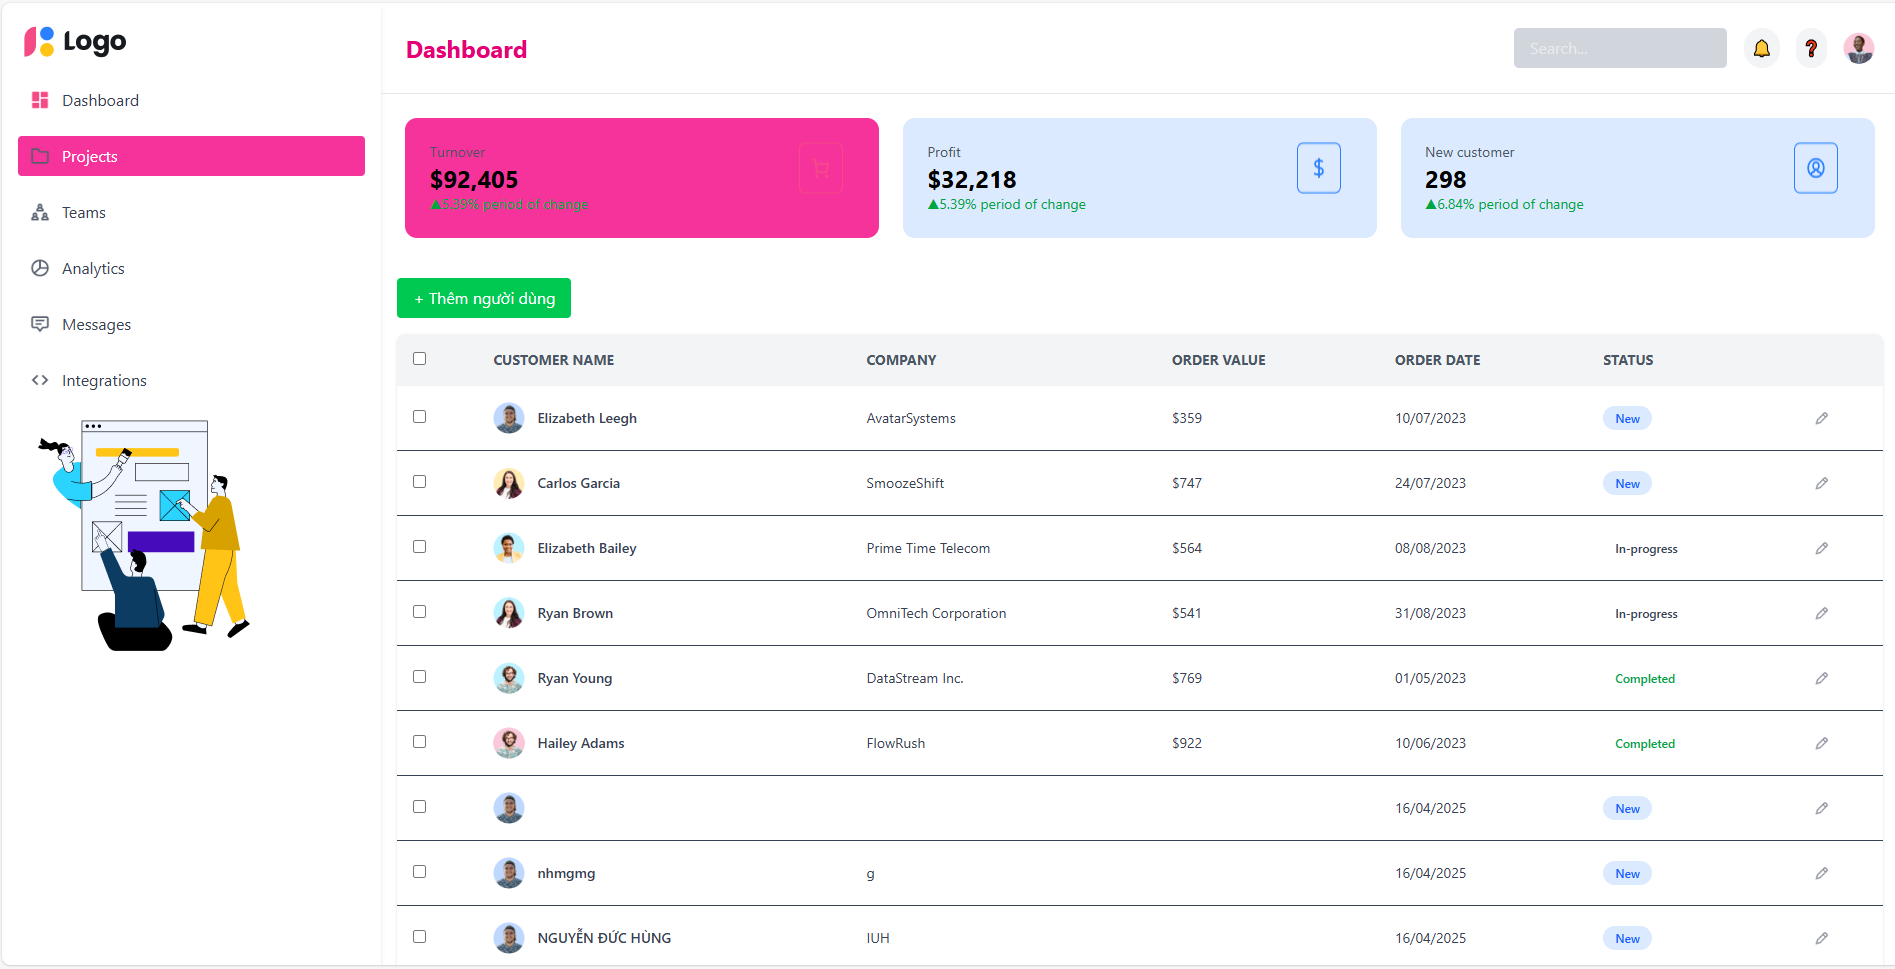 Logo
Dashboard
Projects
Teams
Analytics
Messages
Integrations
Dashboard
Search...
Turnover
$92,405
▲5.39% period of change
Profit
$32,218
▲5.39% period of change
New customer
298
▲6.84% period of change
+ Thêm người dùng
CUSTOMER NAME COMPANY ORDER VALUE ORDER DATE STATUS
Elizabeth Leegh AvatarSystems $359 10/07/2023 New
Carlos Garcia SmoozeShift $747 24/07/2023 New
Elizabeth Bailey Prime Time Telecom $564 08/08/2023 In-progress
Ryan Brown OmniTech Corporation $541 31/08/2023 In-progress
Ryan Young DataStream Inc. $769 01/05/2023 Completed
Hailey Adams FlowRush $922 10/06/2023 Completed
16/04/2025 New
nhmgmg g 16/04/2025 New
NGUYỄN ĐỨC HÙNG IUH 16/04/2025 New